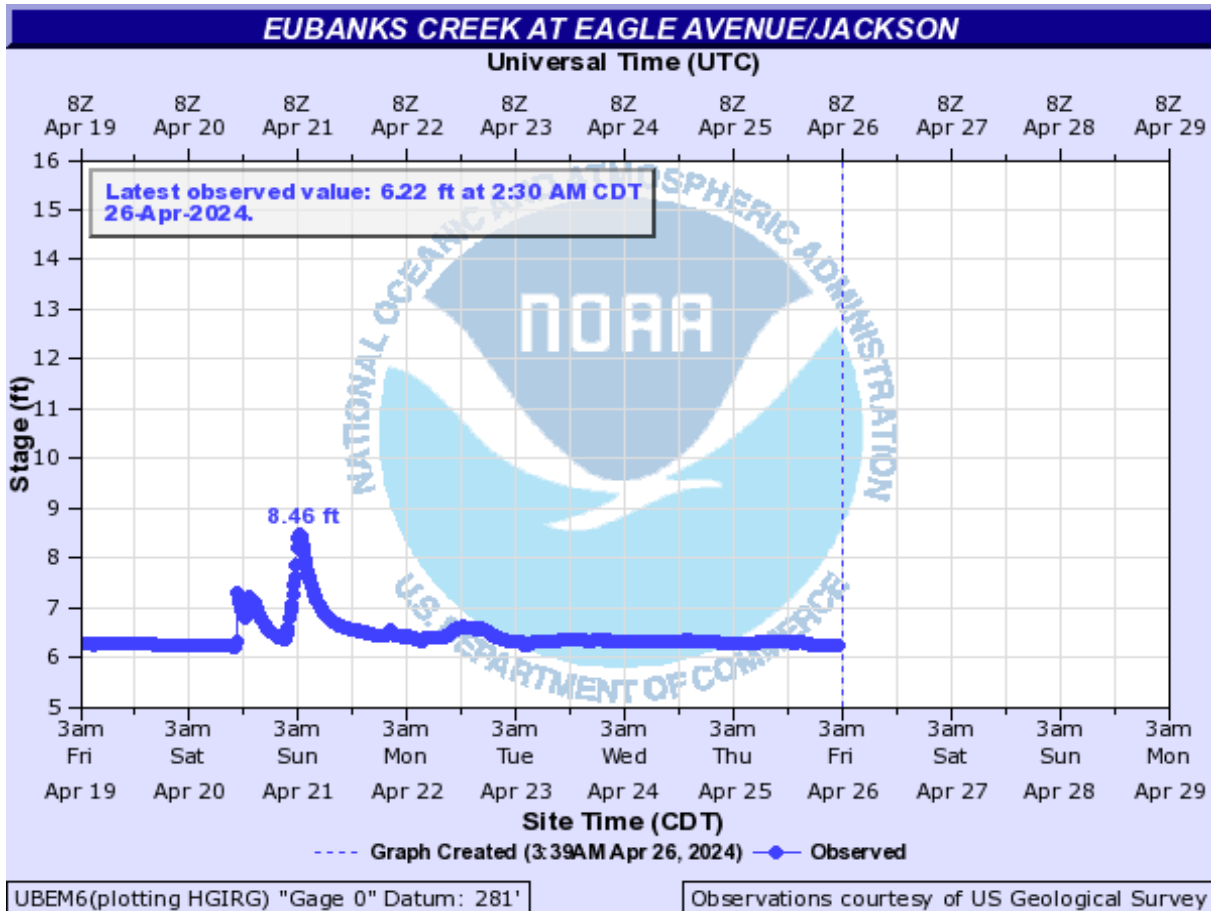 EUBANKS CREEK AT EAGLE AVENUE/JACKSON
Universal Time (UTC)
8Z 8Z 8Z 8Z 8Z 8Z 8Z 8Z 8Z 8Z 8Z
Apr 19 Apr 20 Apr 21 Apr 22 Apr 23 Apr 24 Apr 25 Apr 26 Apr 27 Apr 28 Apr 29
Latest observed value: 6.22 ft at 2:30 AM CDT
26-Apr-2024.
NATIONAL OCEANIC AND ATMOSPHERIC ADMINISTRATION
NOAA
U.S. DEPARTMENT OF COMMERCE
Stage (ft)
16
15
14
13
12
11
10
9
8
7
6
5
8.46 ft
3am 3am 3am 3am 3am 3am 3am 3am 3am 3am 3am
Fri Sat Sun Mon Tue Wed Thu Fri Sat Sun Mon
Apr 19 Apr 20 Apr 21 Apr 22 Apr 23 Apr 24 Apr 25 Apr 26 Apr 27 Apr 28 Apr 29
Site Time (CDT)
Graph Created (3:39AM Apr 26, 2024) Observed
UBEM6(plotting HGIRG) "Gage 0" Datum: 281'
Observations courtesy of US Geological Survey